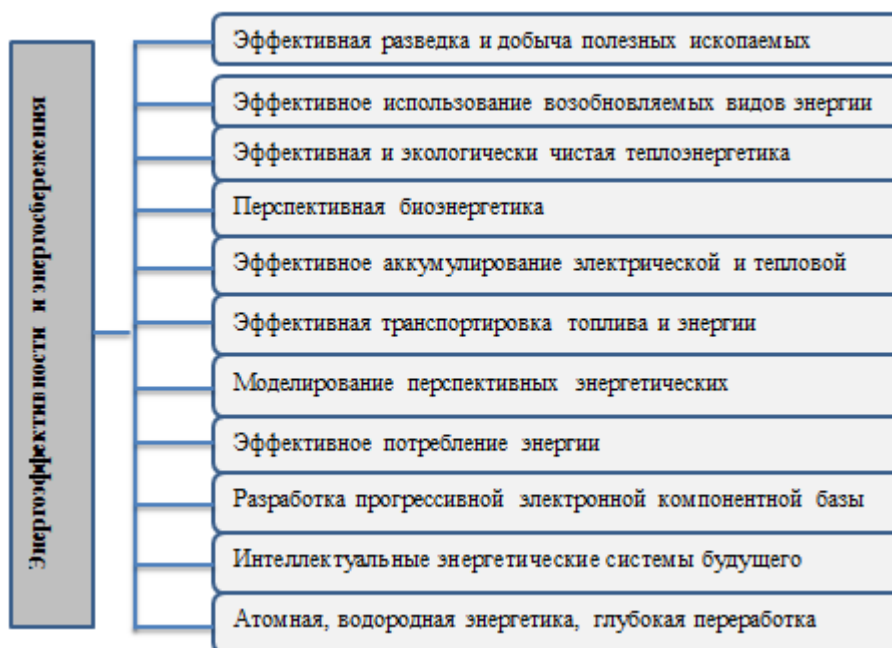 Энергоэффективности и энергосбережения
Эффективная разведка и добыча полезных ископаемых
Эффективное использование возобновляемых видов энергии
Эффективная и экологически чистая теплоэнергетика
Перспективная биоэнергетика
Эффективное аккумулирование электрической и тепловой
Эффективная транспортировка топлива и энергии
Моделирование перспективных энергетических
Эффективное потребление энергии
Разработка прогрессивной электронной компонентной базы
Интеллектуальные энергетические системы будущего
Атомная, водородная энергетика, глубокая переработка